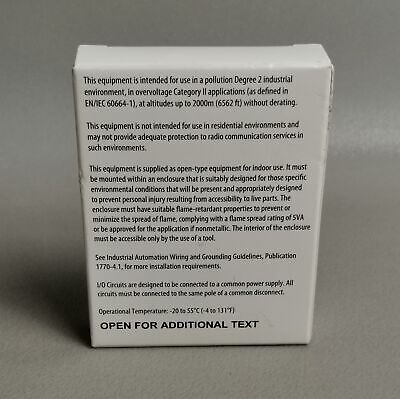 This equipment is intended for use in a pollution Degree 2 industrial
environment, in overvoltage Category II applications (as defined in
EN/IEC 60664-1), at altitudes up to 2000m (6562 ft) without derating.
This equipment is not intended for use in residential environments and
may not provide adequate protection to radio communication services in
such environments.
This equipment is supplied as open-type equipment for indoor use. It must
be mounted within an enclosure that is suitably designed for those specific
environmental conditions that will be present and appropriately designed
to prevent personal injury resulting from accessibility to live parts. The
enclosure must have suitable flame-retardant properties to prevent or
minimize the spread of flame, complying with a flame spread rating of 5VA
or be approved for the application if nonmetallic. The interior of the enclosure
must be accessible only by the use of a tool.
See Industrial Automation Wiring and Grounding Guidelines, Publication
1770-4.1, for more installation requirements.
I/O Circuits are designed to be connected to a common power supply. All
circuits must be connected to the same pole of a common disconnect.
Operational Temperature: -20 to 55°C (-4 to 131°F)
OPEN FOR ADDITIONAL TEXT